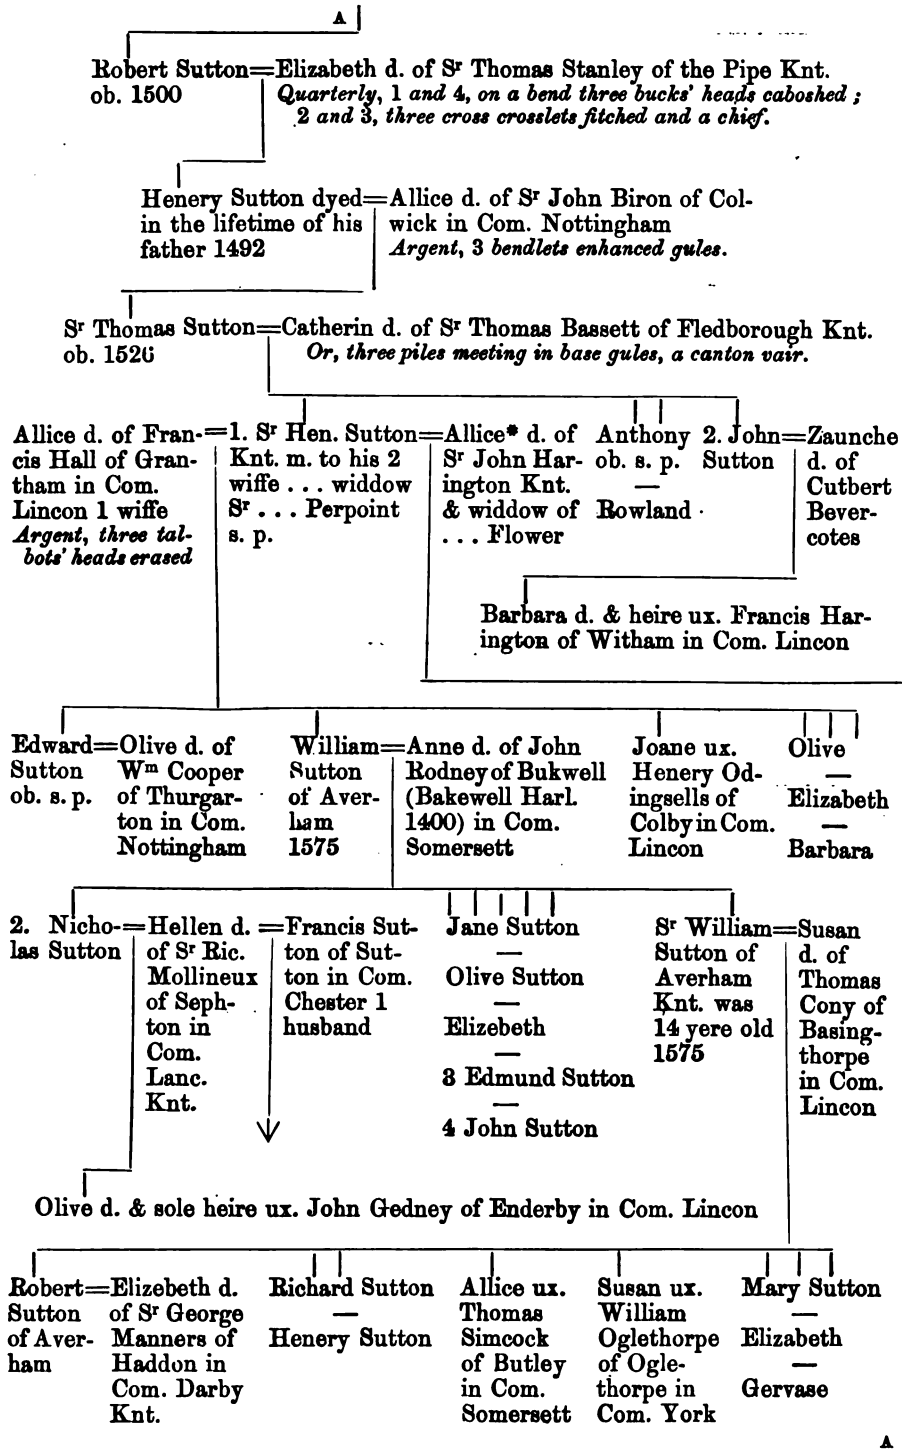 A
Robert Sutton=Elizabeth d. of Sr Thomas Stanley of the Pipe Knt.
ob. 1500
Quarterly, 1 and 4, on a bend three bucks' heads caboshed ;
2 and 3, three cross crosslets fitched and a chief.
Henery Sutton dyed=Allice d. of Sr John Biron of Col-
in the lifetime of his wick in Com. Nottingham
father 1492 Argent, 3 bendlets enhanced gules.
Sr Thomas Sutton=Catherin d. of Sr Thomas Bassett of Fledborough Knt.
ob. 1526 Or, three piles meeting in base gules, a canton vair.
Allice d. of Fran-
cis Hall of Gran-
tham in Com.
Lincon 1 wiffe
Argent, three tal-
bots' heads erased
=1. Sr Hen. Sutton=
Knt. m. to his 2
wiffe . . . widdow
Sr . . . Perpoint
s. p.
Allice* d. of
Sr John Har-
ington Knt.
& widdow of
. . . Flower
Anthony
ob. s. p.
—
Rowland
2. John=
Sutton
Zaunche
d. of
Cutbert
Bever-
cotes
Barbara d. & heire ux. Francis Har-
ington of Witham in Com. Lincon
Edward=
Sutton
ob. s. p.
Olive d. of
Wm Cooper
of Thurgar-
ton in Com.
Nottingham
William=
Sutton
of Aver-
ham
1575
Anne d. of John
Rodney of Bukwell
(Bakewell Harl.
1400) in Com.
Somersett
Joane ux.
Henery Od-
ingsells of
Colby in Com.
Lincon
Olive
—
Elizabeth
—
Barbara
2. Nicho-=
las Sutton
Hellen d. =
of Sr Ric.
Mollineux
of Seph-
ton in
Com.
Lanc.
Knt.
Francis Sut-
ton of Sut-
ton in Com.
Chester 1
husband
Jane Sutton
—
Olive Sutton
—
Elizebeth
—
3 Edmund Sutton
—
4 John Sutton
Sr William=
Sutton of
Averham
Knt. was
14 yere old
1575
Susan
d. of
Thomas
Cony of
Basing-
thorpe
in Com.
Lincon
Olive d. & sole heire ux. John Gedney of Enderby in Com. Lincon
Robert=
Sutton
of Aver-
ham
Elizebeth d.
of Sr George
Manners of
Haddon in
Com. Darby
Knt.
Richard Sutton
—
Henery Sutton
Allice ux.
Thomas
Simcock
of Butley
in Com.
Somersett
Susan ux.
William
Oglethorpe
of Ogle-
thorpe in
Com. York
Mary Sutton
—
Elizabeth
—
Gervase
A